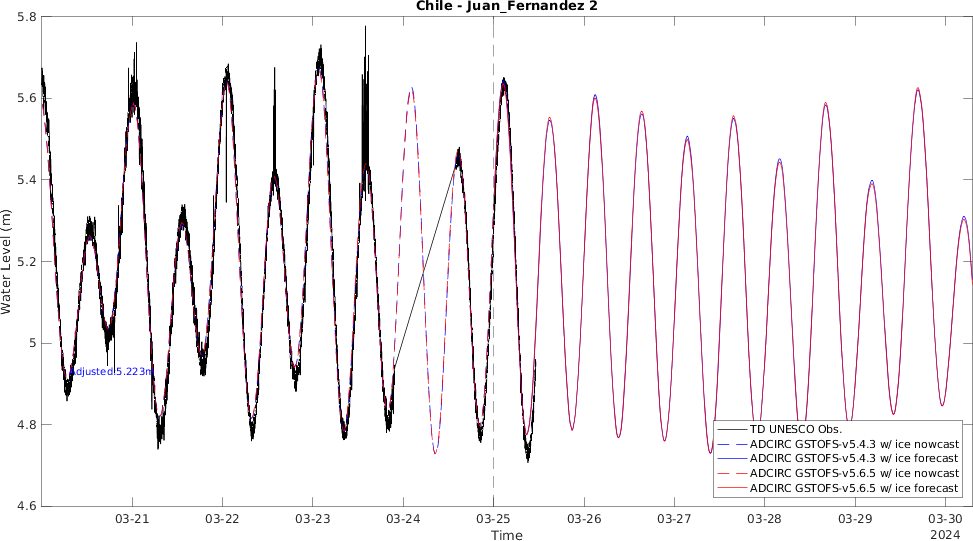 Chile - Juan_Fernandez 2
5.8
5.6
5.4
5.2
5
4.8
4.6
Water Level (m)
Adjusted:5.223m
TD UNESCO Obs.
ADCIRC GSTOFS-v5.4.3 w/ ice nowcast
ADCIRC GSTOFS-v5.4.3 w/ ice forecast
ADCIRC GSTOFS-v5.6.5 w/ ice nowcast
ADCIRC GSTOFS-v5.6.5 w/ ice forecast
03-21 03-22 03-23 03-24 03-25 03-26 03-27 03-28 03-29 03-30
Time
2024